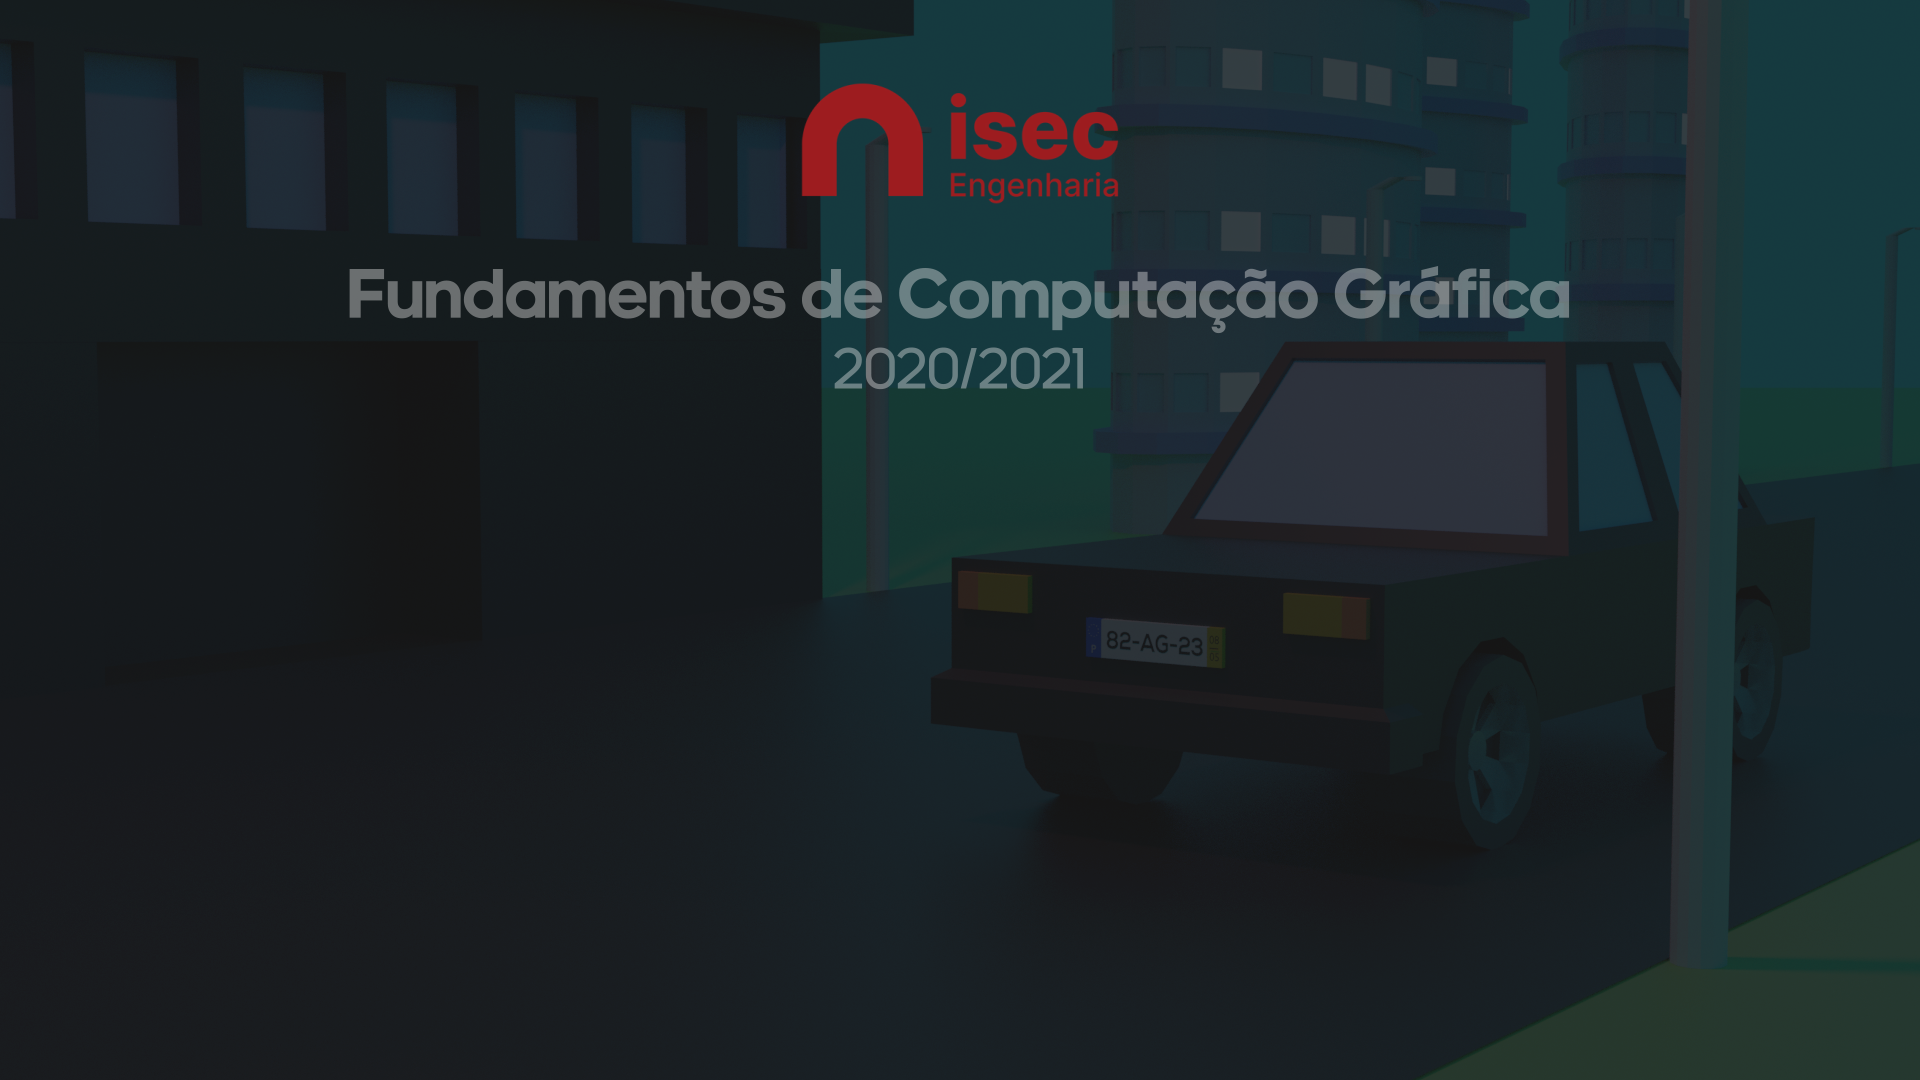 isec
Engenharia
Fundamentos de Computação Gráfica
2020/2021
P 82-AG-23